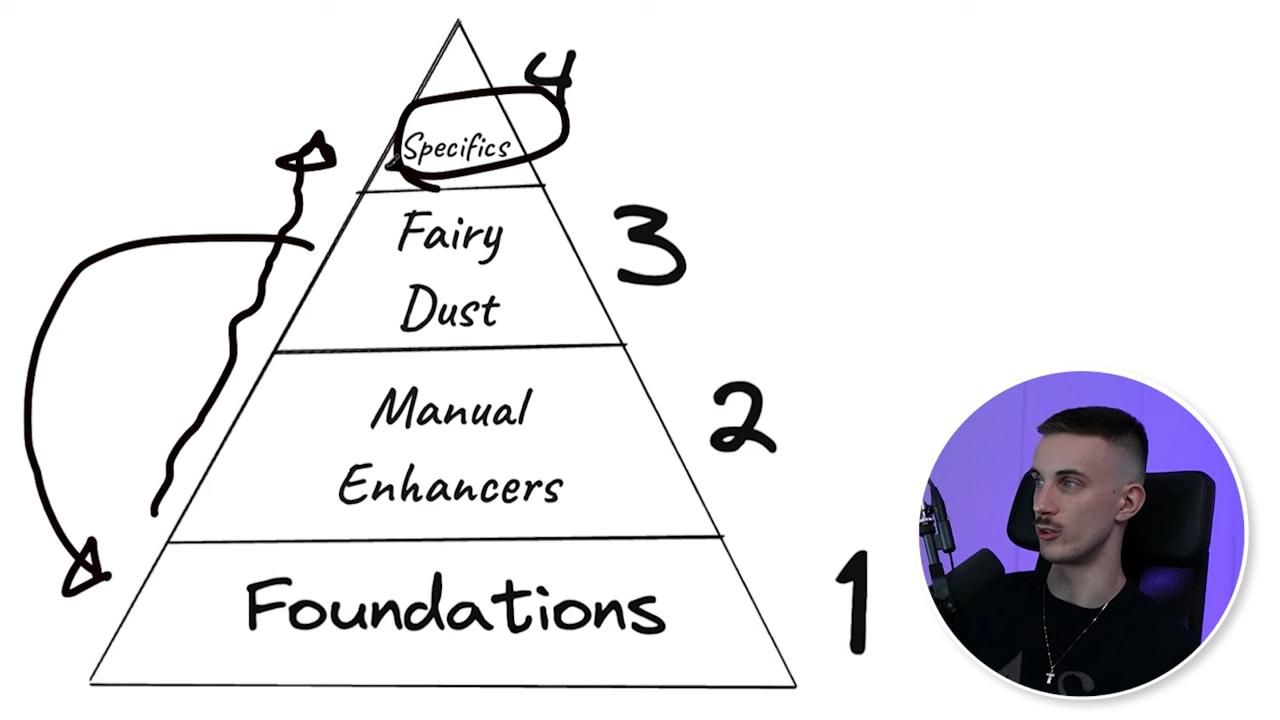 4
Specifics
Fairy
Dust
3
Manual
Enhancers
2
Foundations
1